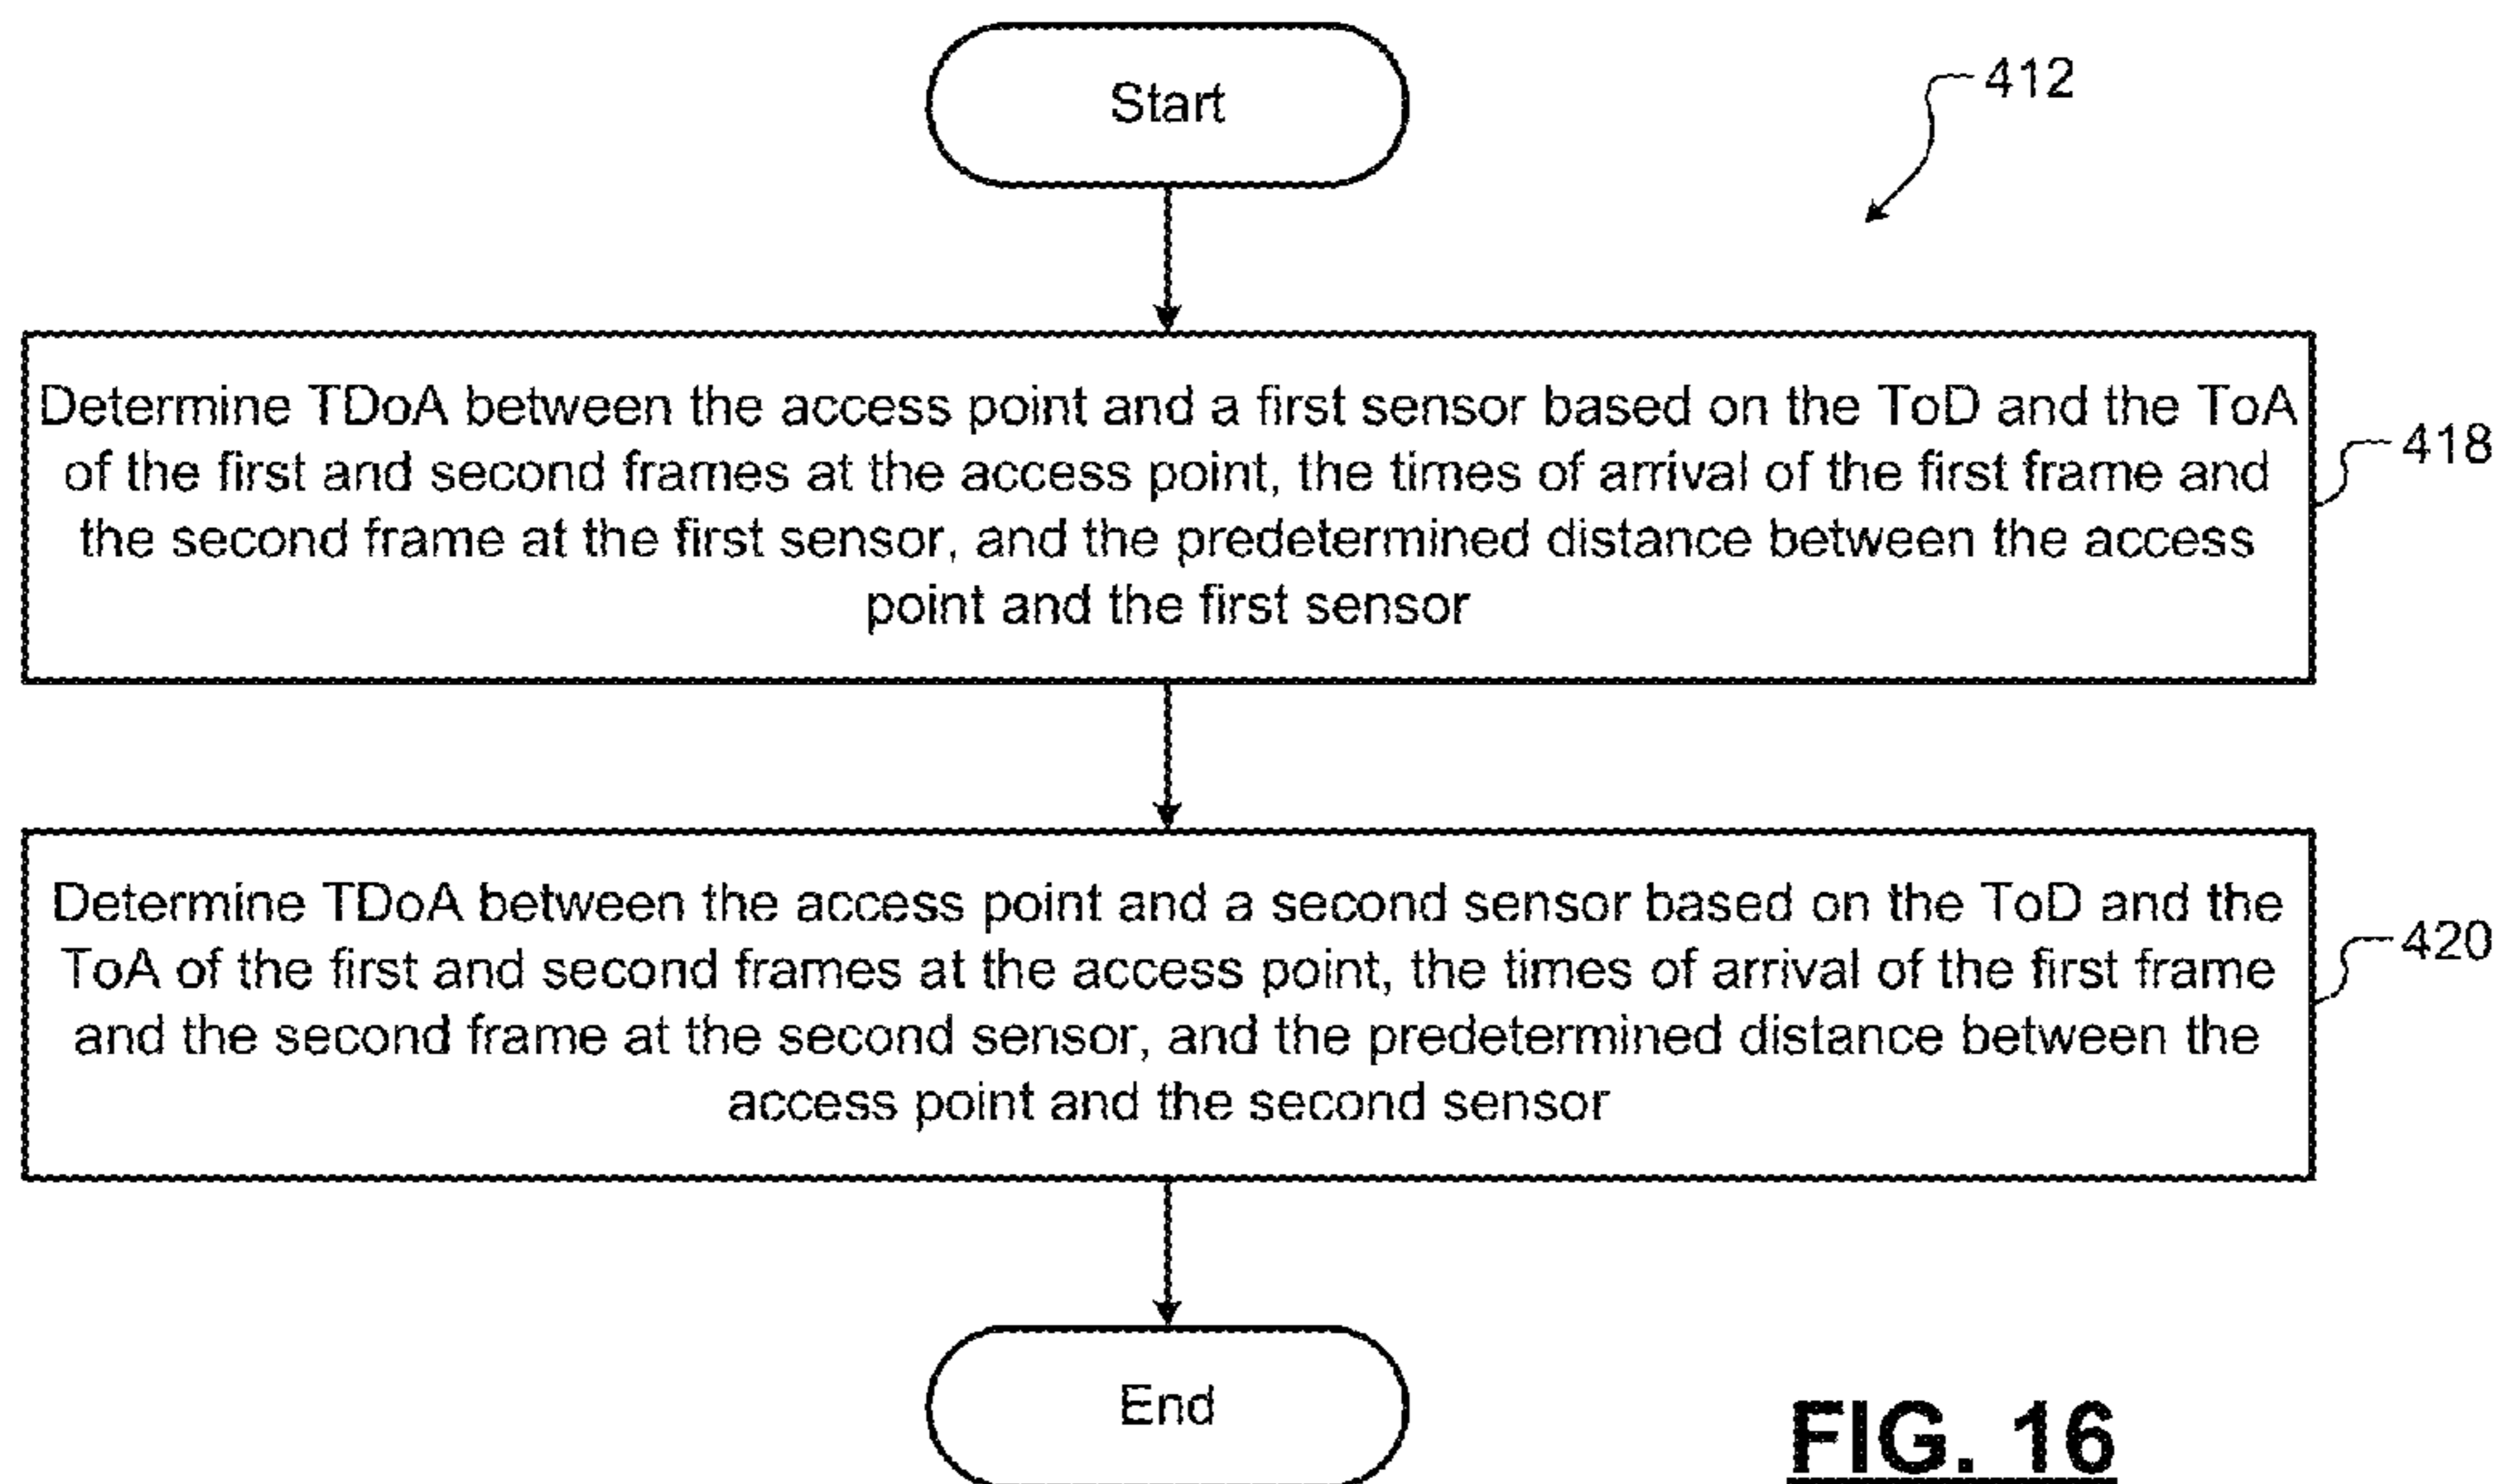 Start
412
Determine TDoA between the access point and a first sensor based on the ToD and the ToA
of the first and second frames at the access point, the times of arrival of the first frame and
the second frame at the first sensor, and the predetermined distance between the access
point and the first sensor
418
Determine TDoA between the access point and a second sensor based on the ToD and the
ToA of the first and second frames at the access point, the times of arrival of the first frame
and the second frame at the second sensor, and the predetermined distance between the
access point and the second sensor
420
End
FIG. 16